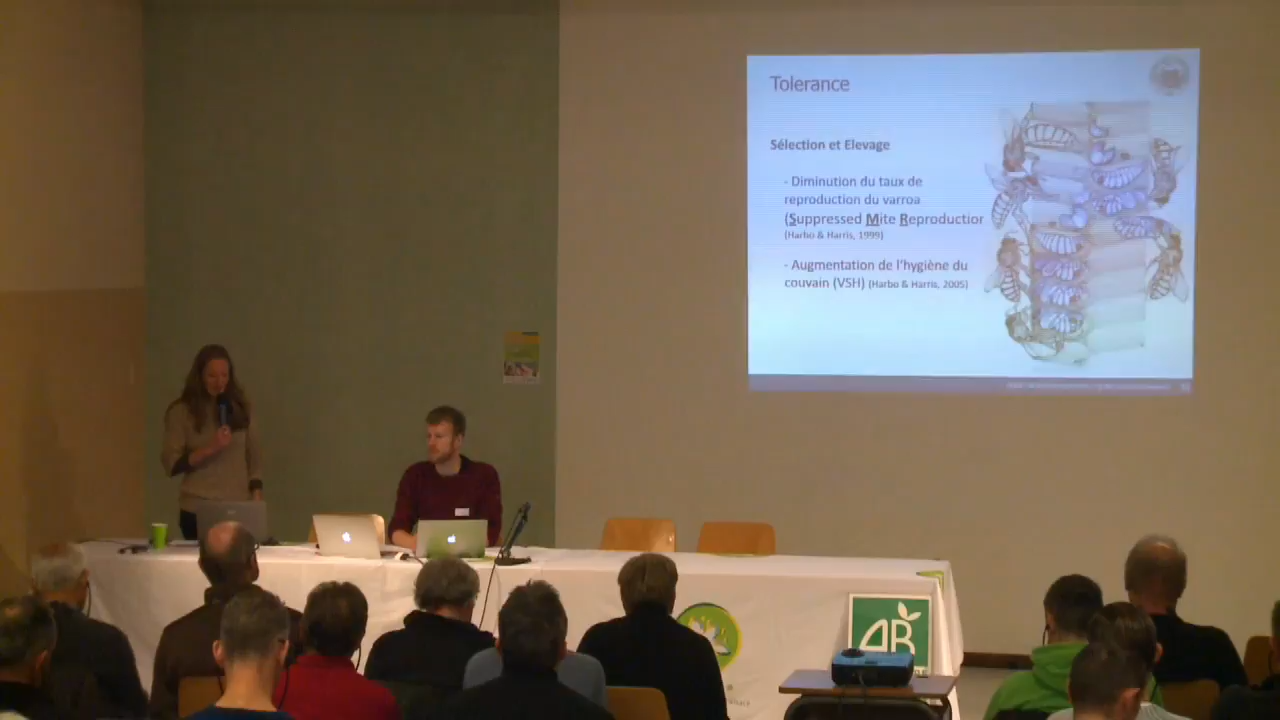 Tolerance
Sélection et Elevage
- Diminution du taux de
reproduction du varroa
(Suppressed Mite Reproduction
(Harbo & Harris, 1999)
- Augmentation de l'hygiène du
couvain (VSH) (Harbo & Harris, 2005)
AB